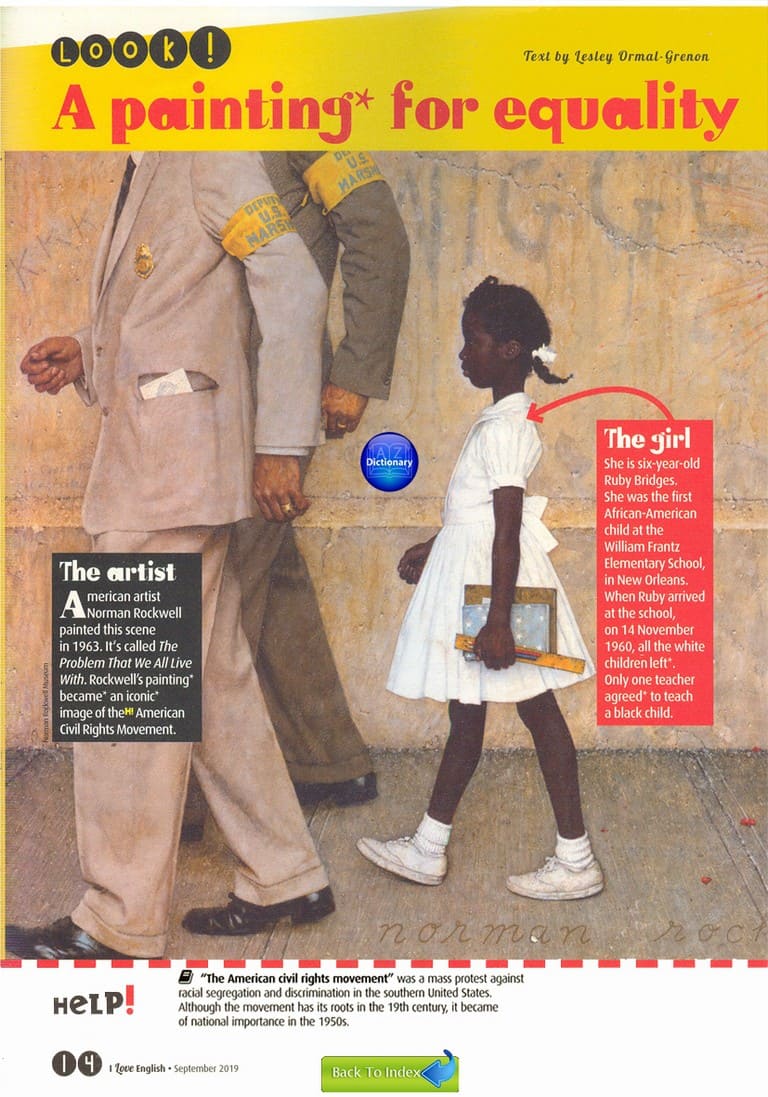 LOOK!
Text by Lesley Ormal-Grenon
A painting* for equality
DEPUTY
U.S.
MARSH
U.S.
MARSH
KKK
NIGGE
A Z
Dictionary
The girl
She is six-year-old
Ruby Bridges.
She was the first
African-American
child at the
William Frantz
Elementary School,
in New Orleans.
When Ruby arrived
at the school,
on 14 November
1960, all the white
children left*.
Only one teacher
agreed* to teach
a black child.
The artist
American artist
Norman Rockwell
painted this scene
in 1963. It's called The
Problem That We All Live
With. Rockwell's painting*
became* an iconic*
image of the H! American
Civil Rights Movement.
Norman Rockwell Museum
norman rock
HELP!
"The American civil rights movement" was a mass protest against
racial segregation and discrimination in the southern United States.
Although the movement has its roots in the 19th century, it became
of national importance in the 1950s.
14 I Love English • September 2019
Back To Index